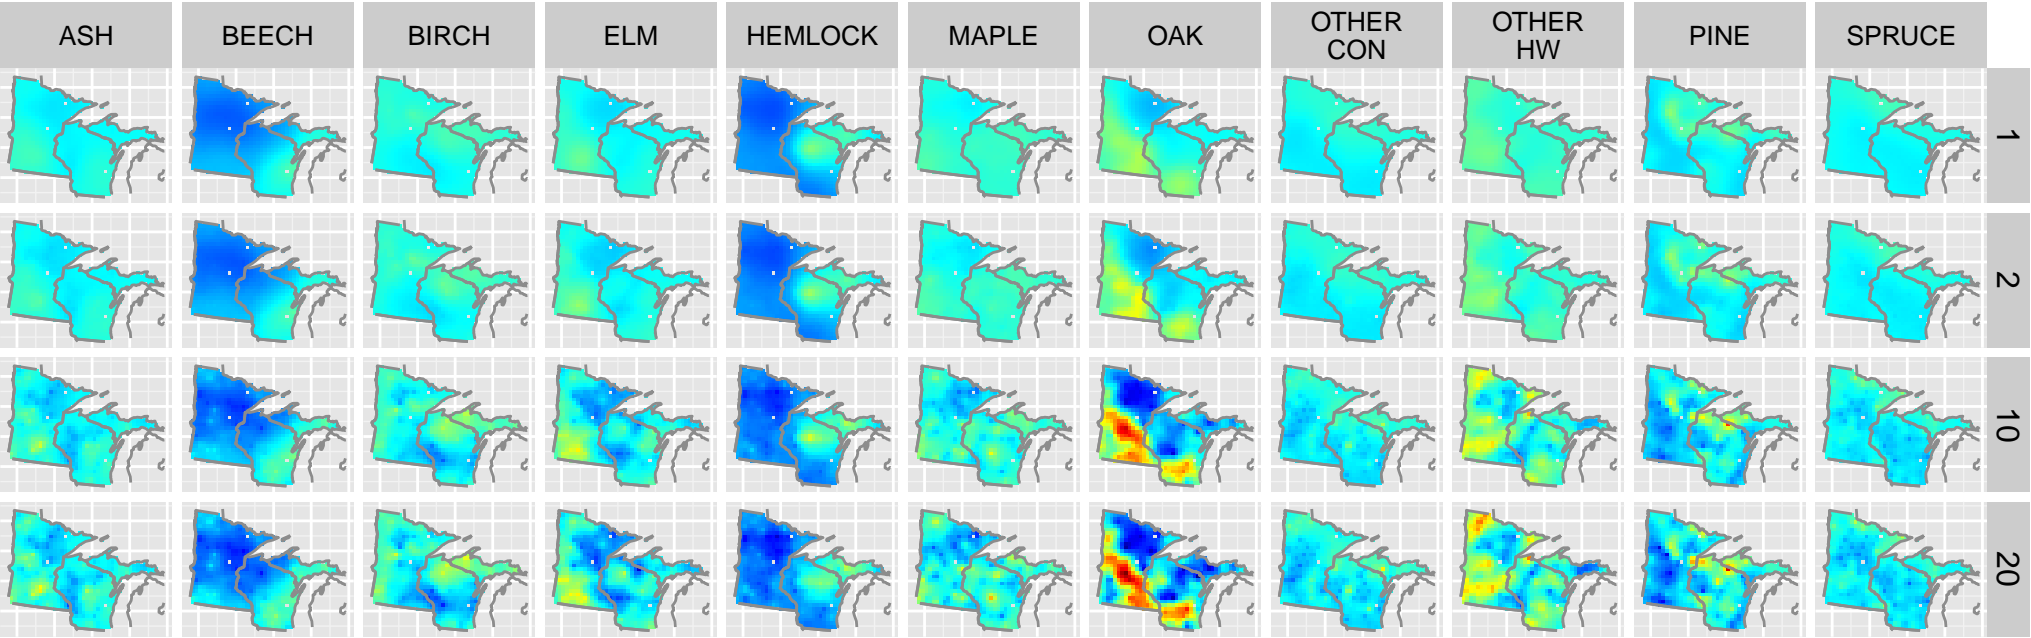 ASH
BEECH
BIRCH
ELM
HEMLOCK
MAPLE
OAK
OTHER
CON
OTHER
HW
PINE
SPRUCE
1
2
10
20